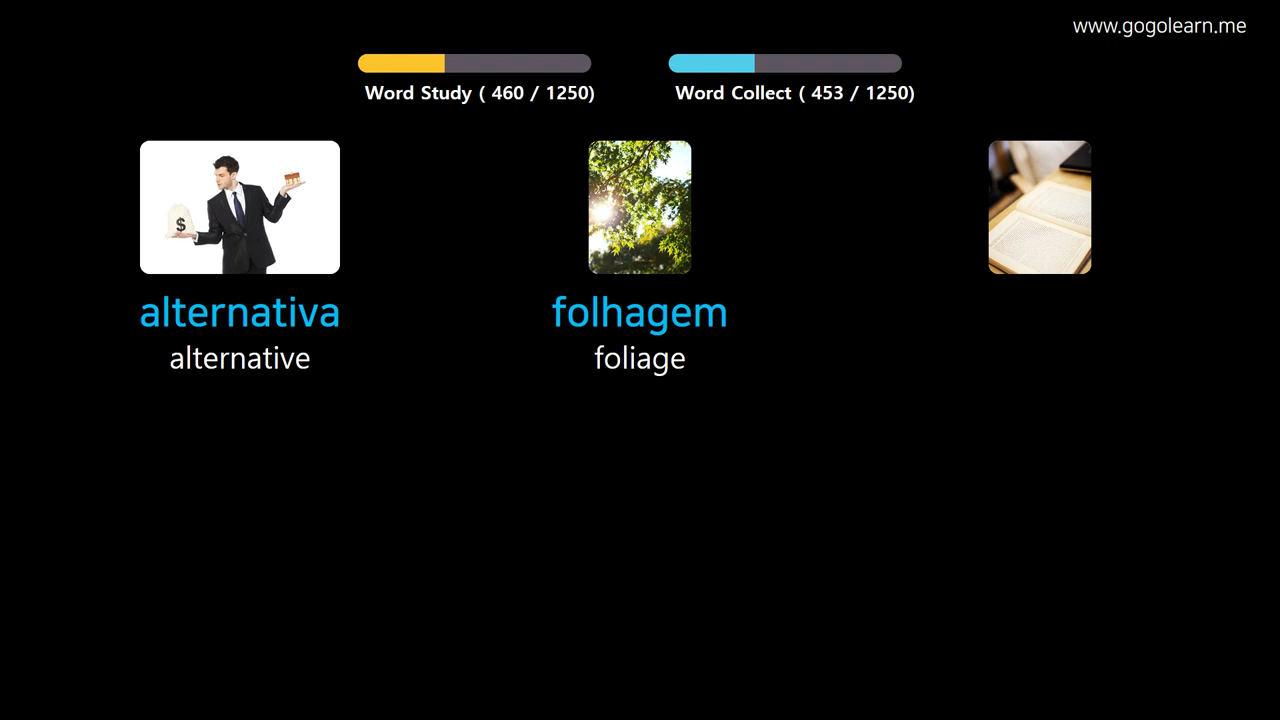 www.gogolearn.me
Word Study ( 460 / 1250)
Word Collect ( 453 / 1250)
$
alternativa
folhagem
alternative
foliage